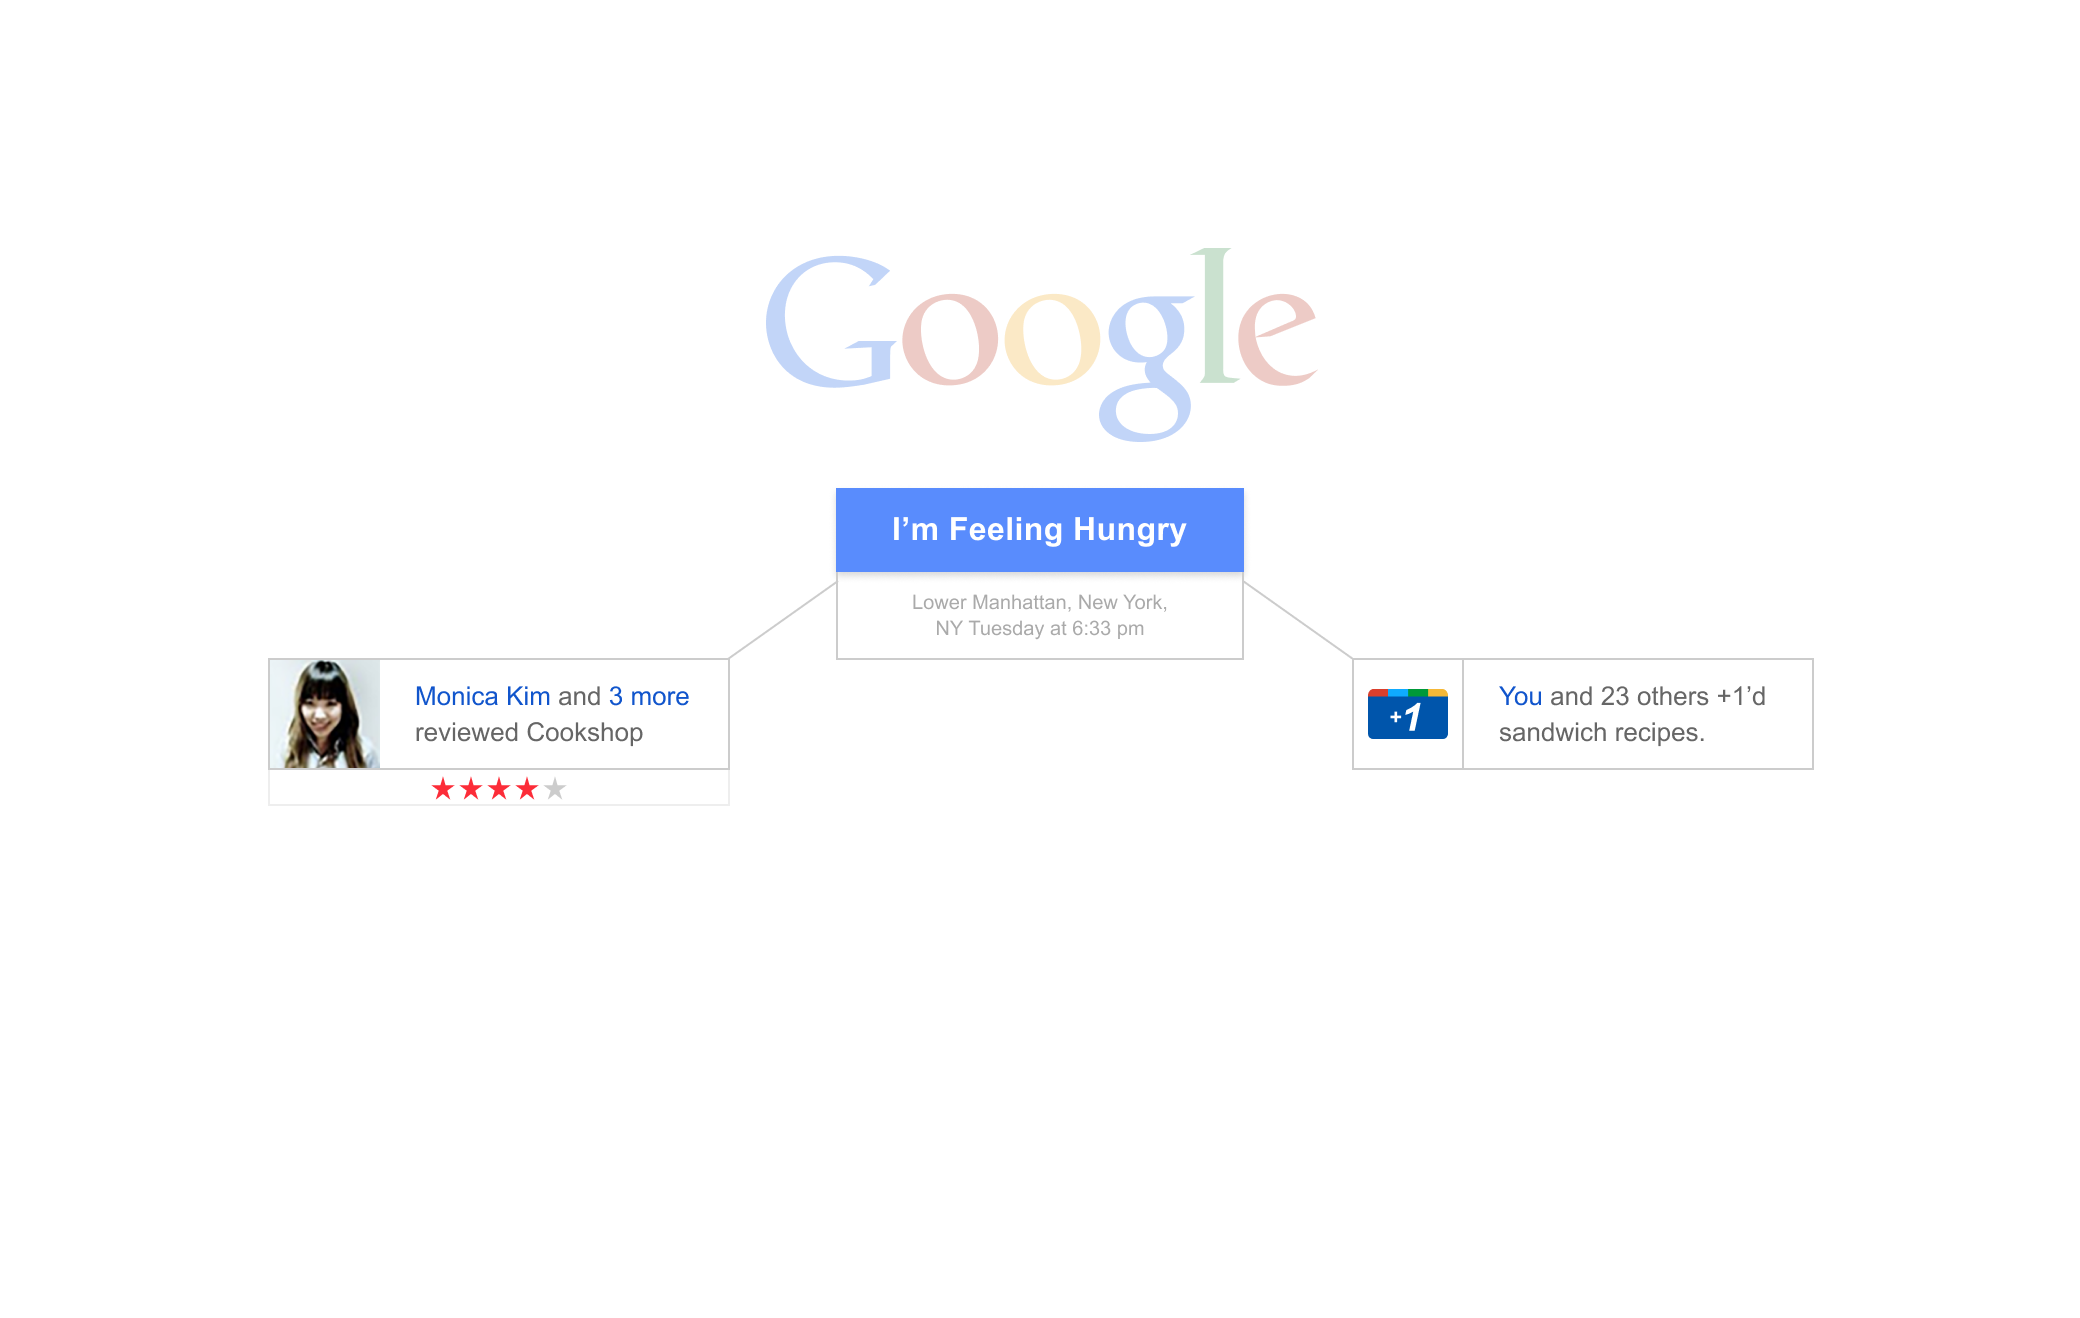 Google
I’m Feeling Hungry
Lower Manhattan, New York,
NY Tuesday at 6:33 pm
Monica Kim and 3 more
reviewed Cookshop
+1
You and 23 others +1’d
sandwich recipes.